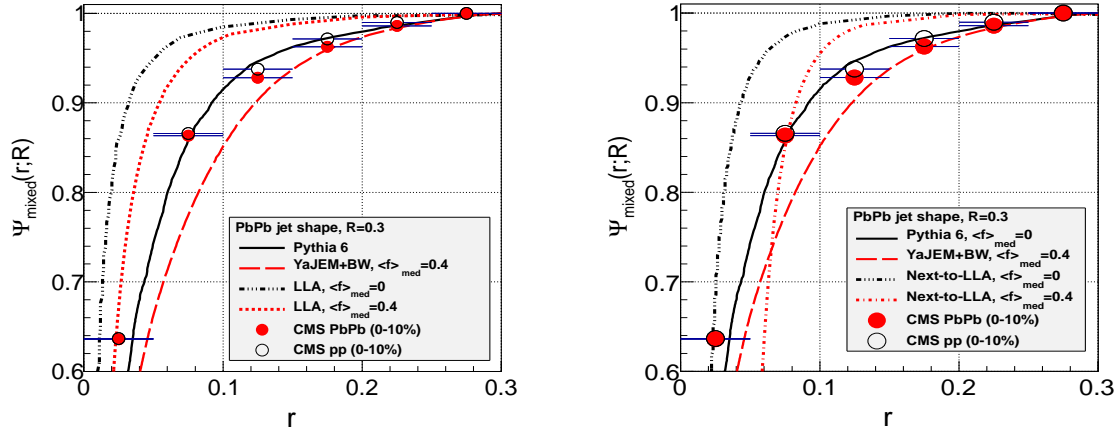 Ψmixed(r;R)
1
0.9
0.8
0.7
0.6
PbPb jet shape, R=0.3
Pythia 6
YaJEM+BW, <f>med=0.4
LLA, <f>med=0
LLA, <f>med=0.4
CMS PbPb (0-10%)
CMS pp (0-10%)
0 0.1 0.2 0.3
r
Ψmixed(r;R)
1
0.9
0.8
0.7
0.6
PbPb jet shape, R=0.3
Pythia 6, <f>med=0
YaJEM+BW, <f>med=0.4
Next-to-LLA, <f>med=0
Next-to-LLA, <f>med=0.4
CMS PbPb (0-10%)
CMS pp (0-10%)
0 0.1 0.2 0.3
r